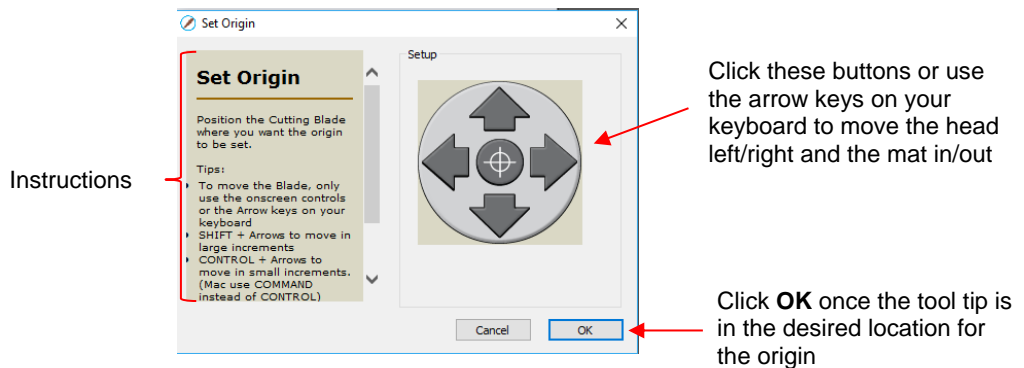 Set Origin
Instructions
Set Origin
Position the Cutting Blade
where you want the origin
to be set.
Tips:
To move the Blade, only
use the onscreen controls
or the Arrow keys on your
keyboard
SHIFT + Arrows to move in
large increments
CONTROL + Arrows to
move in small increments.
(Mac use COMMAND
instead of CONTROL)
Setup
Cancel
OK
Click these buttons or use
the arrow keys on your
keyboard to move the head
left/right and the mat in/out
Click OK once the tool tip is
in the desired location for
the origin